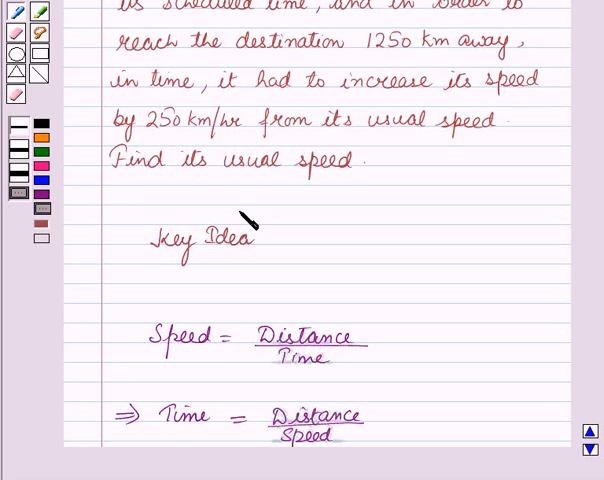 its scheduled time, and in order to
reach the destination 1250 km away,
in time, it had to increase its speed
by 250 km/hr from its usual speed.
Find its usual speed.
Key Idea
Speed = Distance
Time
⇒ Time = Distance
Speed